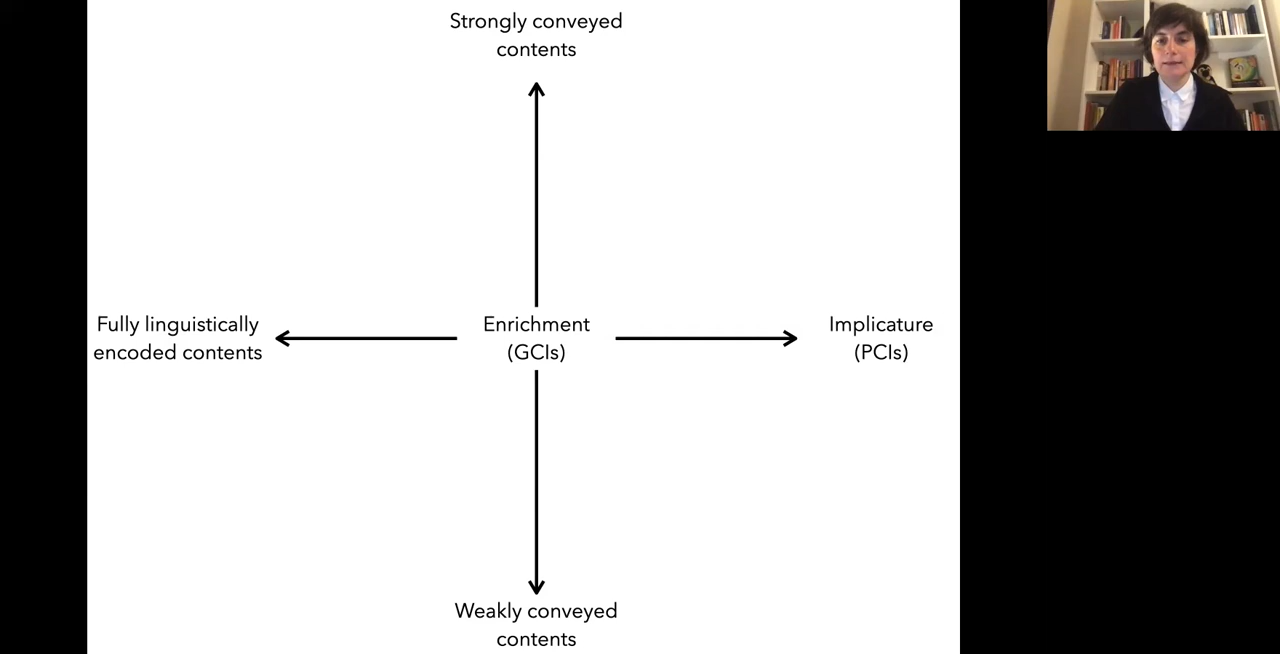 Strongly conveyed
contents
Fully linguistically
encoded contents
Enrichment
(GCIs)
Implicature
(PCIs)
Weakly conveyed
contents